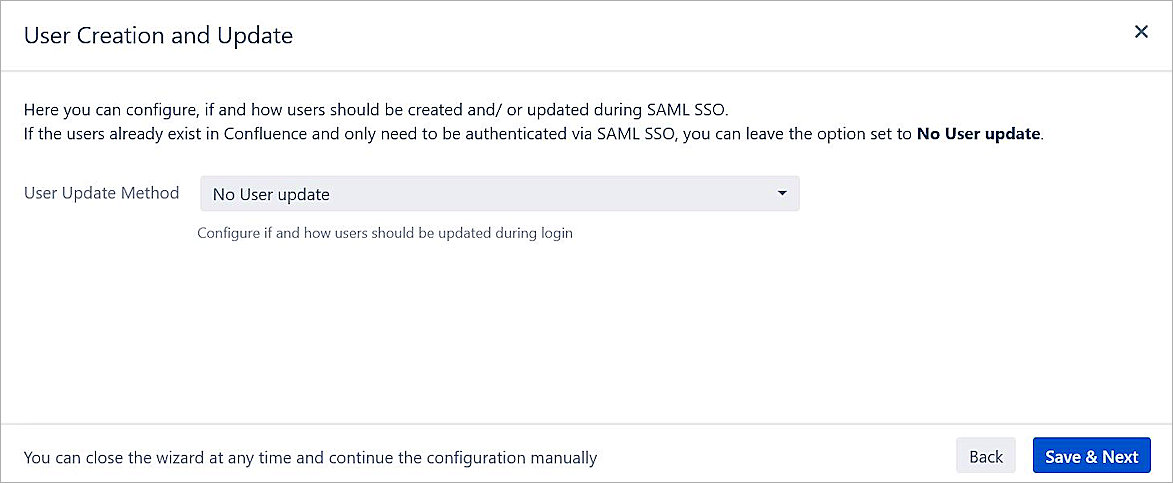 User Creation and Update
Here you can configure, if and how users should be created and/ or updated during SAML SSO.
If the users already exist in Confluence and only need to be authenticated via SAML SSO, you can leave the option set to No User update.
User Update Method
No User update
Configure if and how users should be updated during login
You can close the wizard at any time and continue the configuration manually
Back
Save & Next